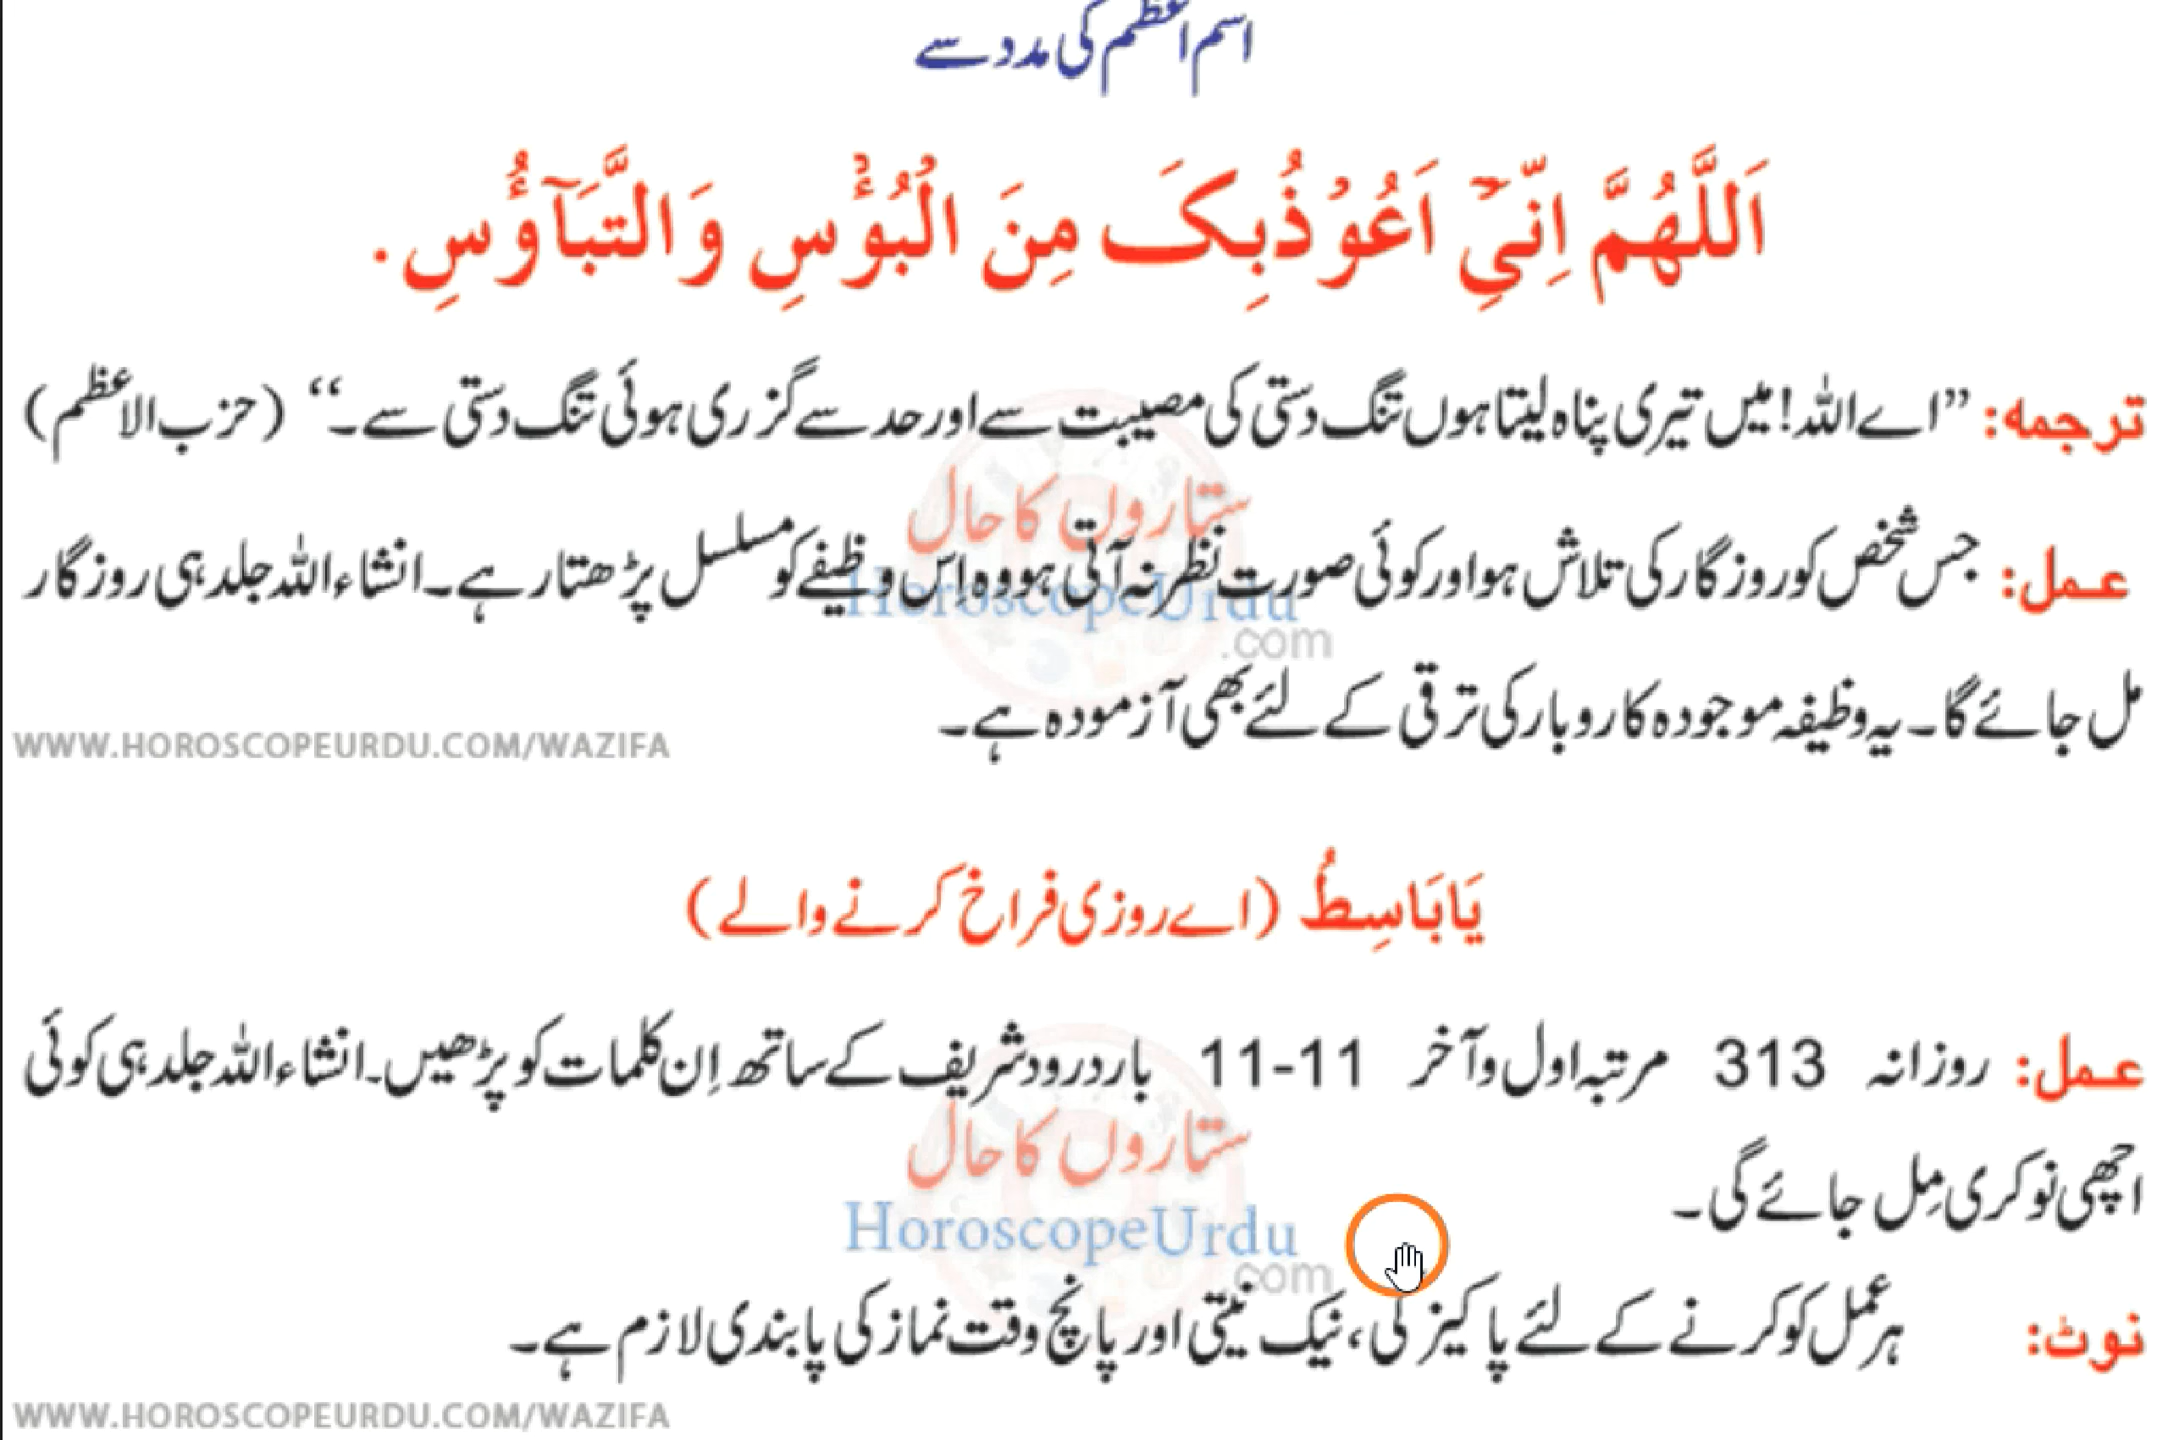 اسم اعظم کی مدد سے
اَللّٰهُمَّ اِنِّیْۤ اَعُوْذُبِکَ مِنَ الْبُؤْسِ وَالتَّبَآؤُسِ.
ترجمہ: ”اے اللہ! میں تیری پناہ لیتا ہوں تنگ دستی کی مصیبت سے اور حد سے گزری ہوئی تنگ دستی سے۔“ (حزب الاعظم)
ستاروں کا حال
عمل: جس شخص کو روزگار کی تلاش ہو اور کوئی صورت نظر نہ آتی ہو وہ اِس وظیفے کو مسلسل پڑھتا رہے۔ انشاء اللہ جلد ہی روزگار
HoroscopeUrdu
.com
مل جائے گا۔ یہ وظیفہ موجودہ کاروبار کی ترقی کے لئے بھی آزمودہ ہے۔
WWW.HOROSCOPEURDU.COM/WAZIFA
یَابَاسِطُ (اے روزی فراخ کرنے والے)
عمل: روزانہ 313 مرتبہ اول و آخر 11-11 بار درود شریف کے ساتھ اِن کلمات کو پڑھیں۔ انشاء اللہ جلد ہی کوئی
ستاروں کا حال
اچھی نوکری مِل جائے گی۔
HoroscopeUrdu
.com
نوٹ: ہر عمل کو کرنے کے لئے پاکیزگی، نیک نیتی اور پانچ وقت نماز کی پابندی لازم ہے۔
WWW.HOROSCOPEURDU.COM/WAZIFA